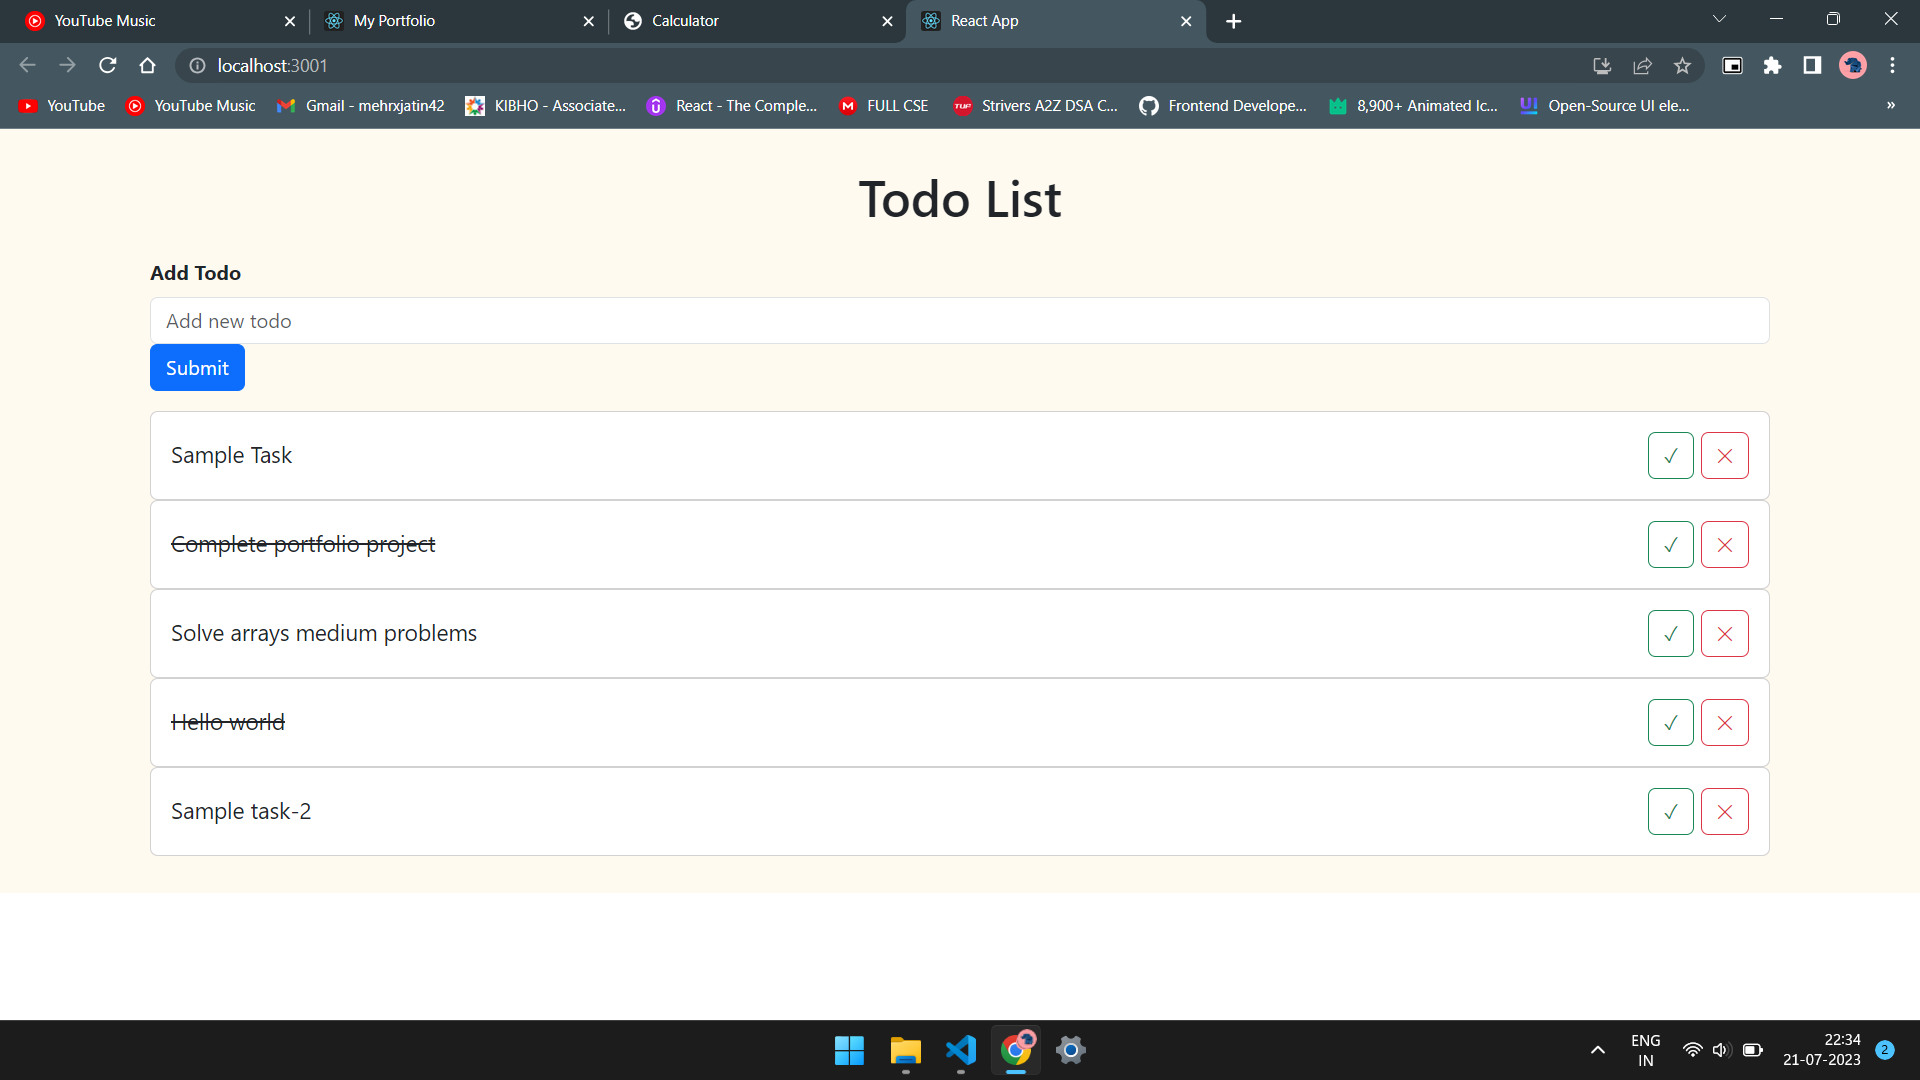 YouTube Music
My Portfolio
Calculator
React App
localhost:3001
YouTube
YouTube Music
Gmail - mehrxjatin42
KIBHO - Associate...
React - The Comple...
FULL CSE
TUF
Strivers A2Z DSA C...
Frontend Develope...
8,900+ Animated Ic...
Open-Source UI ele...
»
Todo List
Add Todo
Add new todo
Submit
Sample Task
Complete portfolio project
Solve arrays medium problems
Hello world
Sample task-2
ENG
IN
22:34
21-07-2023
2